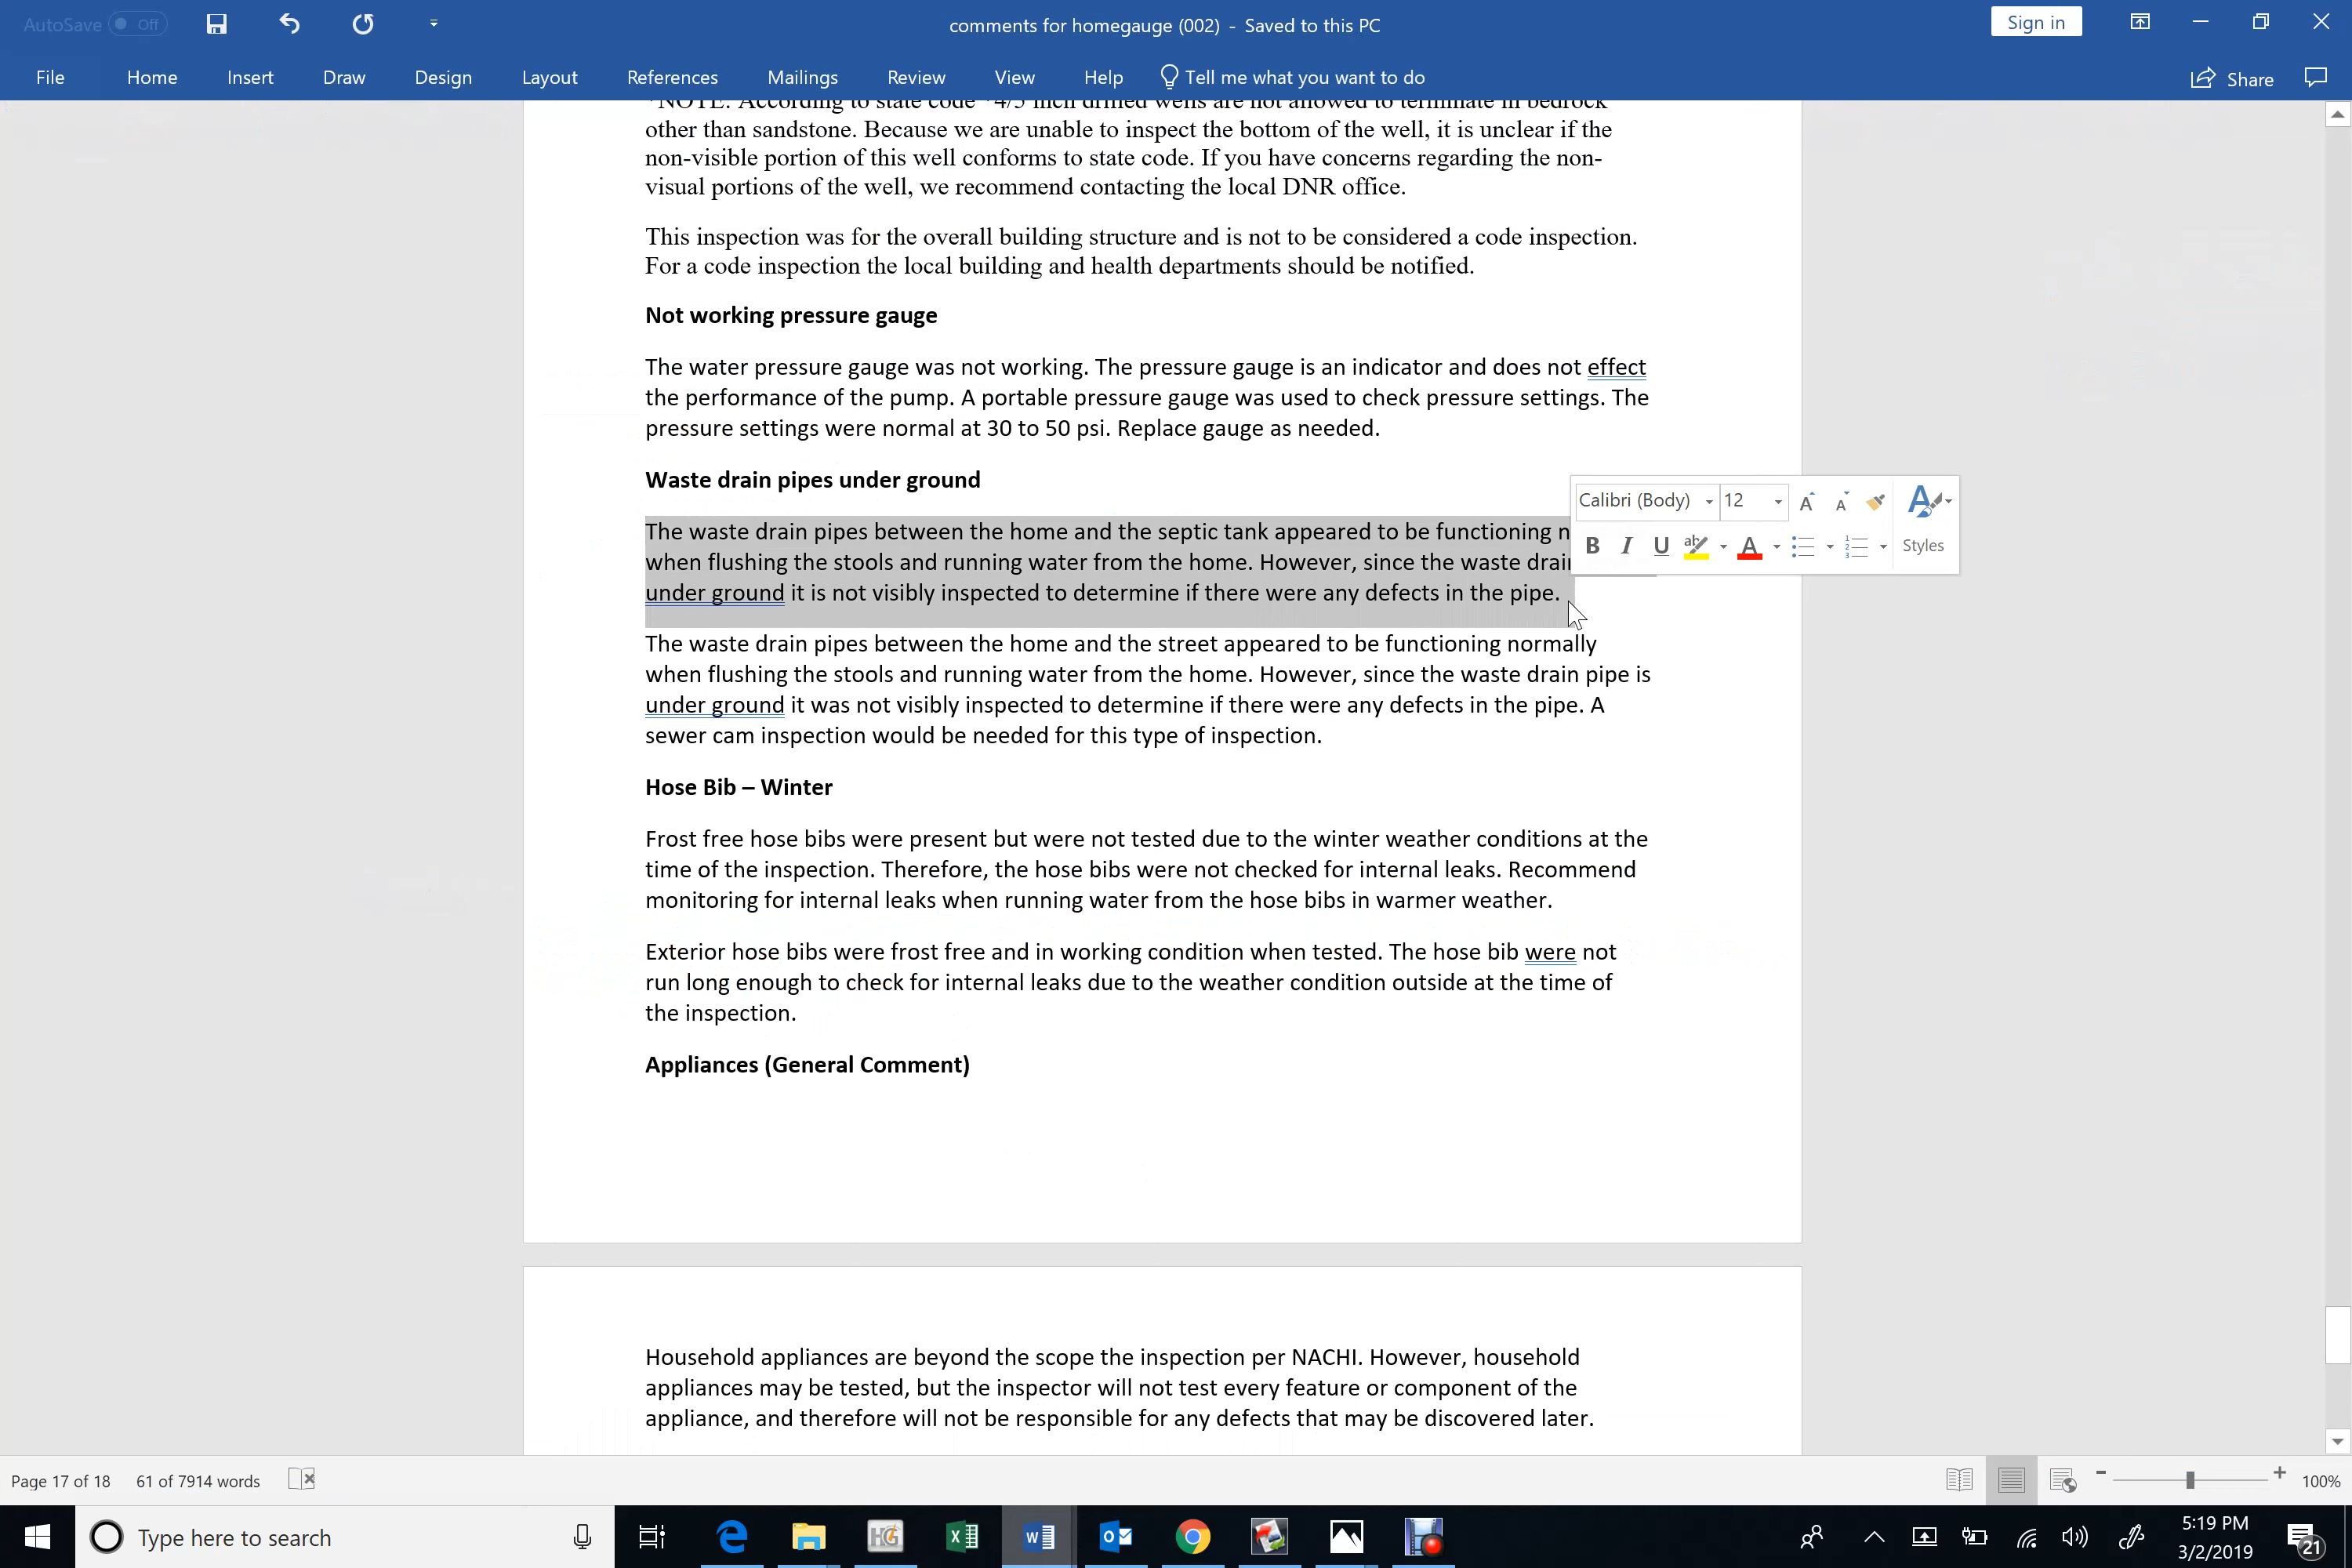 AutoSave Off
comments for homegauge (002) - Saved to this PC
Sign in
File Home Insert Draw Design Layout References Mailings Review View Help Tell me what you want to do
Share
*NOTE: According to state code *4/5 inch drilled wells are not allowed to terminate in bedrock
other than sandstone. Because we are unable to inspect the bottom of the well, it is unclear if the
non-visible portion of this well conforms to state code. If you have concerns regarding the non-
visual portions of the well, we recommend contacting the local DNR office.
This inspection was for the overall building structure and is not to be considered a code inspection.
For a code inspection the local building and health departments should be notified.
Not working pressure gauge
The water pressure gauge was not working. The pressure gauge is an indicator and does not effect
the performance of the pump. A portable pressure gauge was used to check pressure settings. The
pressure settings were normal at 30 to 50 psi. Replace gauge as needed.
Waste drain pipes under ground
Calibri (Body) 12
B I U Styles
The waste drain pipes between the home and the septic tank appeared to be functioning
when flushing the stools and running water from the home. However, since the waste
under ground it is not visibly inspected to determine if there were any defects in the pipe.
The waste drain pipes between the home and the street appeared to be functioning normally
when flushing the stools and running water from the home. However, since the waste drain pipe is
under ground it was not visibly inspected to determine if there were any defects in the pipe. A
sewer cam inspection would be needed for this type of inspection.
Hose Bib – Winter
Frost free hose bibs were present but were not tested due to the winter weather conditions at the
time of the inspection. Therefore, the hose bibs were not checked for internal leaks. Recommend
monitoring for internal leaks when running water from the hose bibs in warmer weather.
Exterior hose bibs were frost free and in working condition when tested. The hose bib were not
run long enough to check for internal leaks due to the weather condition outside at the time of
the inspection.
Appliances (General Comment)
Household appliances are beyond the scope the inspection per NACHI. However, household
appliances may be tested, but the inspector will not test every feature or component of the
appliance, and therefore will not be responsible for any defects that may be discovered later.
Page 17 of 18 61 of 7914 words
100%
Type here to search
5:19 PM
3/2/2019
21